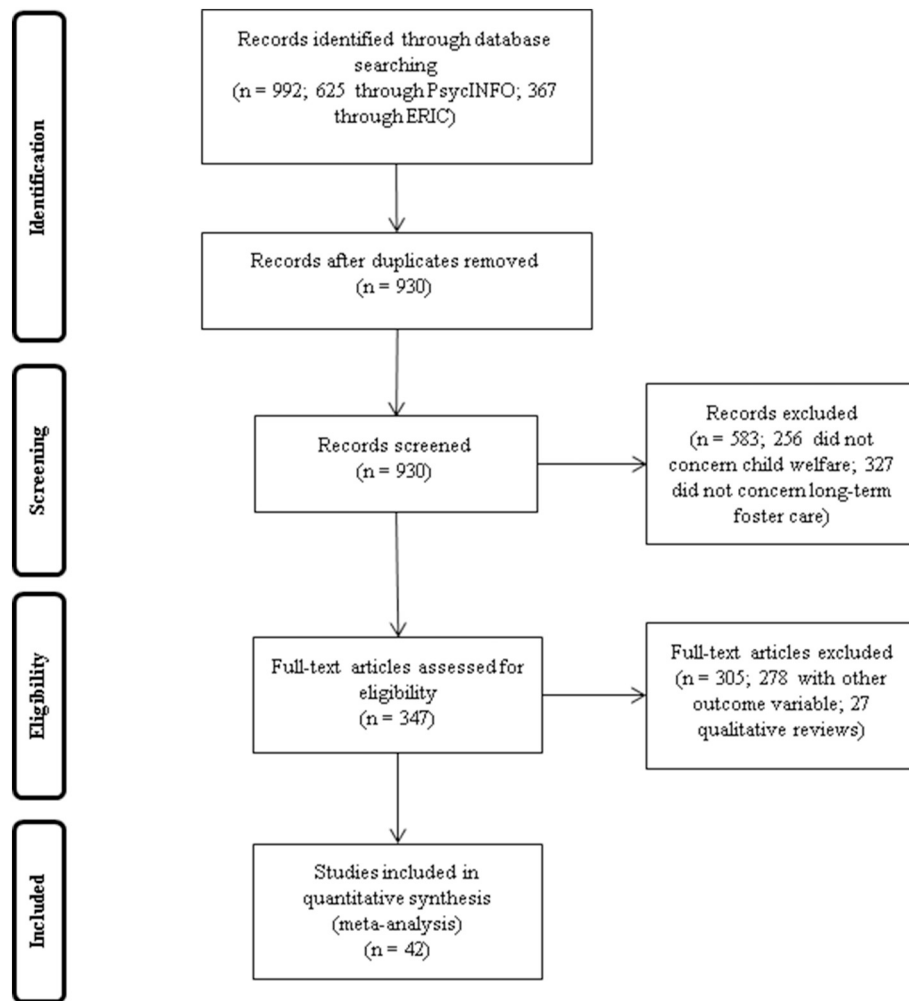 Identification
Records identified through database
searching
(n = 992; 625 through PsycINFO; 367
through ERIC)
Records after duplicates removed
(n = 930)
Screening
Records screened
(n = 930)
Records excluded
(n = 583; 256 did not
concern child welfare; 327
did not concern long-term
foster care)
Eligibility
Full-text articles assessed for
eligibility
(n = 347)
Full-text articles excluded
(n = 305; 278 with other
outcome variable; 27
qualitative reviews)
Included
Studies included in
quantitative synthesis
(meta-analysis)
(n = 42)